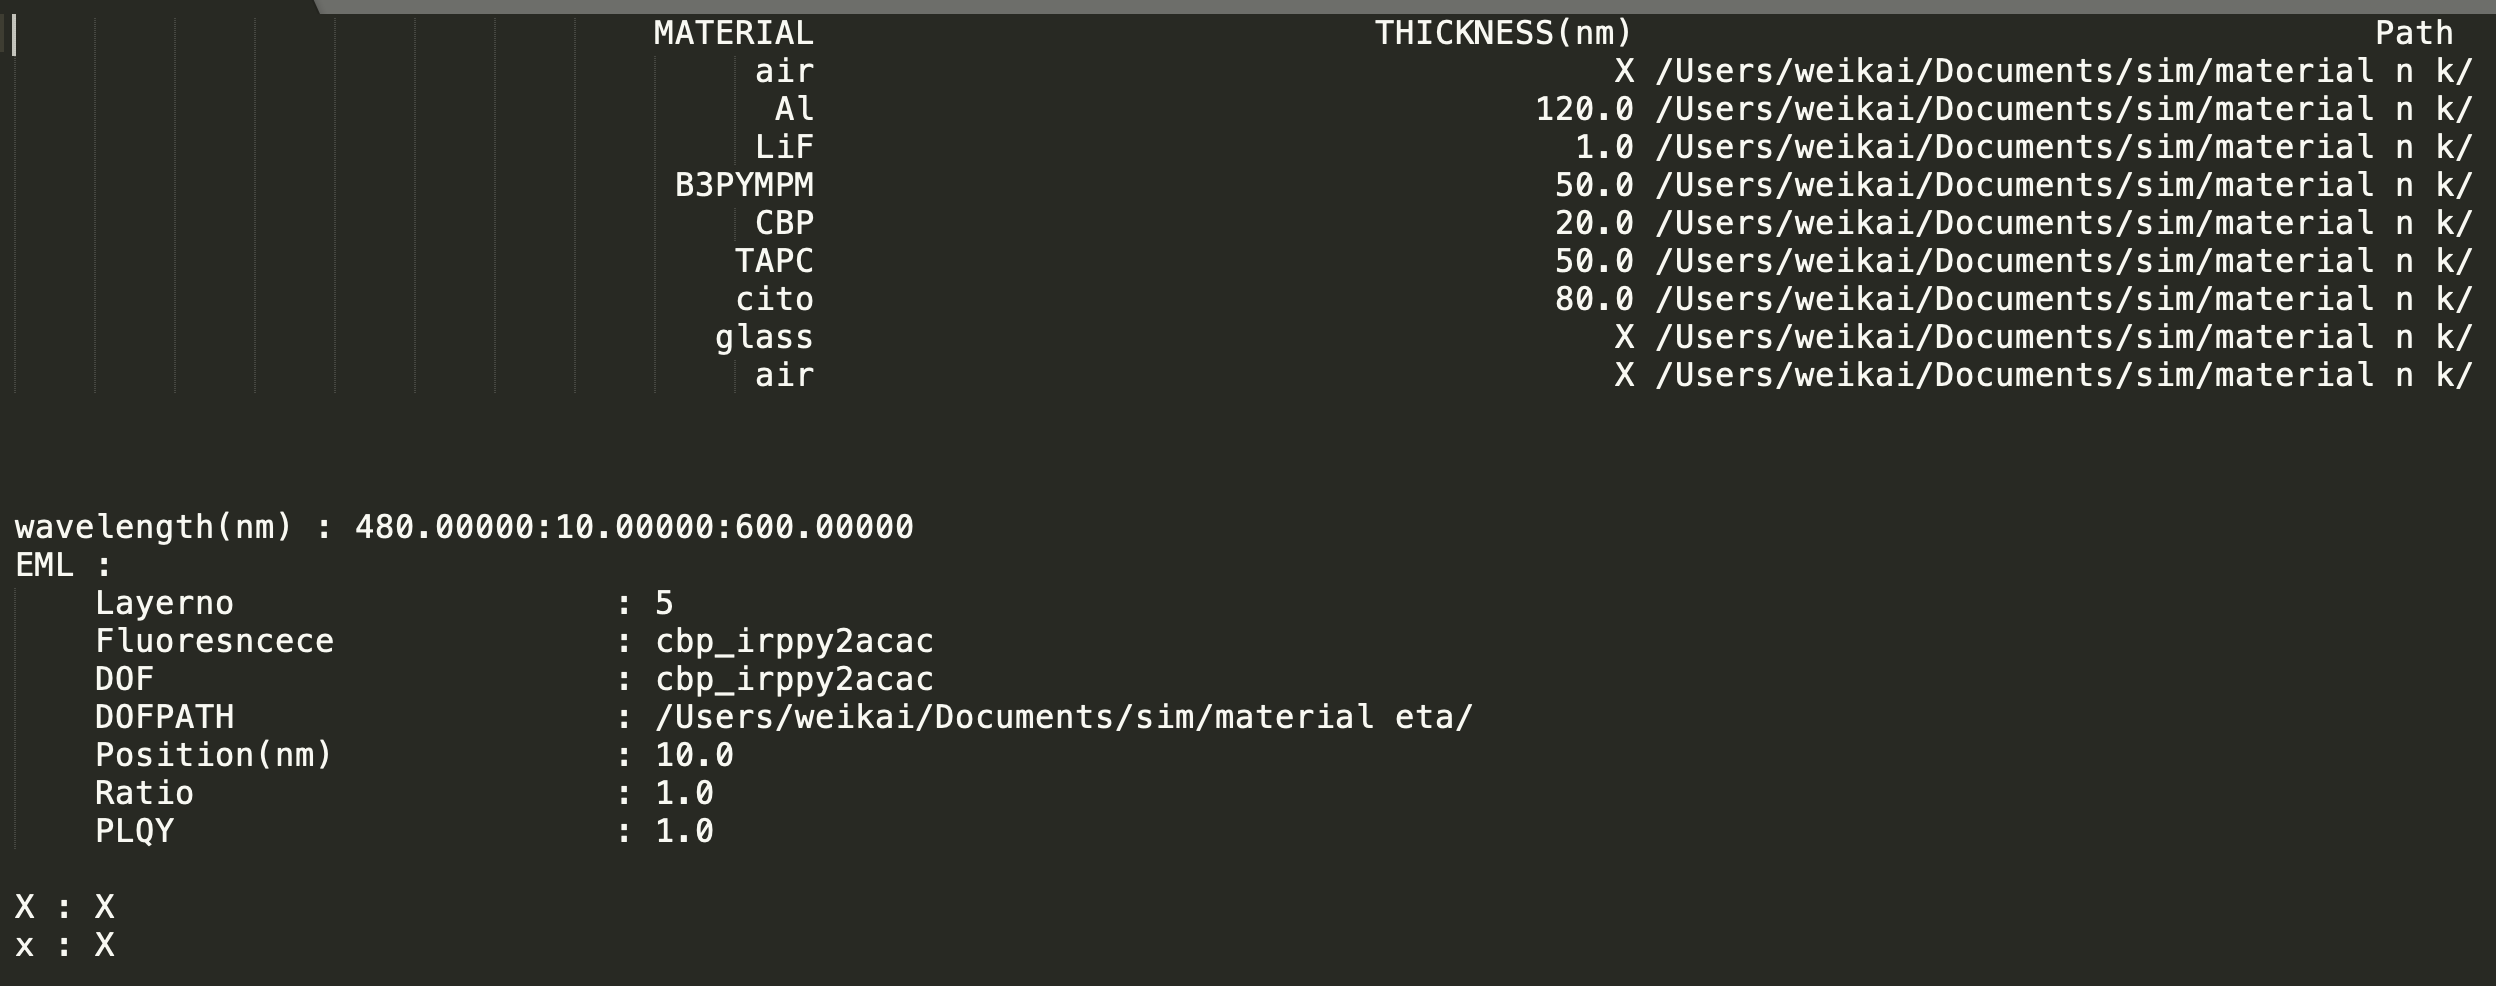 MATERIAL THICKNESS(nm) Path
air X /Users/weikai/Documents/sim/material n k/
Al 120.0 /Users/weikai/Documents/sim/material n k/
LiF 1.0 /Users/weikai/Documents/sim/material n k/
B3PYMPM 50.0 /Users/weikai/Documents/sim/material n k/
CBP 20.0 /Users/weikai/Documents/sim/material n k/
TAPC 50.0 /Users/weikai/Documents/sim/material n k/
cito 80.0 /Users/weikai/Documents/sim/material n k/
glass X /Users/weikai/Documents/sim/material n k/
air X /Users/weikai/Documents/sim/material n k/
wavelength(nm) : 480.00000:10.00000:600.00000
EML :
Layerno : 5
Fluoresncece : cbp_irppy2acac
DOF : cbp_irppy2acac
DOFPATH : /Users/weikai/Documents/sim/material eta/
Position(nm) : 10.0
Ratio : 1.0
PLQY : 1.0
X : X
x : X